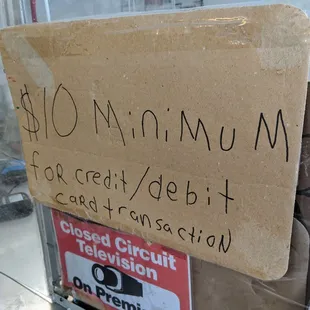 $10 MiNiMuM
foR credit/debit
caRd transactioN
Closed Circuit
Television
On Premi